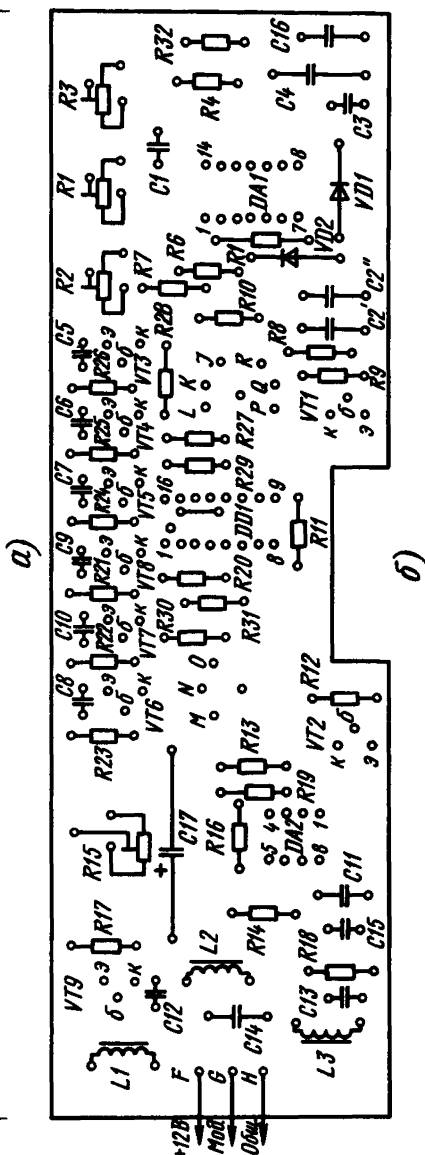 а)
R3
R1
R2
R32
C16
R4
C4
C3
C1
14
8
DA1
1
7
VD1
VD2
R1
R6
R7
R10
C2"
C2'
R8
R9
C5
R26
Э
б
к
VT3
R28
J
K
L
R
Q
P
VT1
к
б
Э
C6
R25
Э
б
к
VT4
R27
C7
R24
Э
б
к
VT5
R29
16
9
DD1
1
8
R11
C9
R21
Э
б
к
VT8
R20
C10
R22
Э
б
к
VT7
R30
R31
C8
Э
б
к
VT6
O
N
M
R12
VT2
к
б
Э
R23
R13
R19
R16
5
4
DA2
8
1
R15
+
C17
C11
C15
R17
VT9
Э
к
б
L2
R14
R18
C13
C12
C14
L1
L3
F
G
H
+12В
Мод
Общ
б)